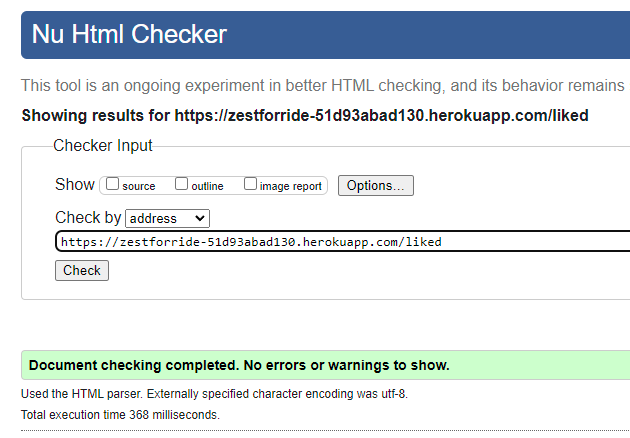 Nu Html Checker
This tool is an ongoing experiment in better HTML checking, and its behavior remains
Showing results for https://zestforride-51d93abad130.herokuapp.com/liked
Checker Input
Show source outline image report Options...
Check by address
https://zestforride-51d93abad130.herokuapp.com/liked
Check
Document checking completed. No errors or warnings to show.
Used the HTML parser. Externally specified character encoding was utf-8.
Total execution time 368 milliseconds.